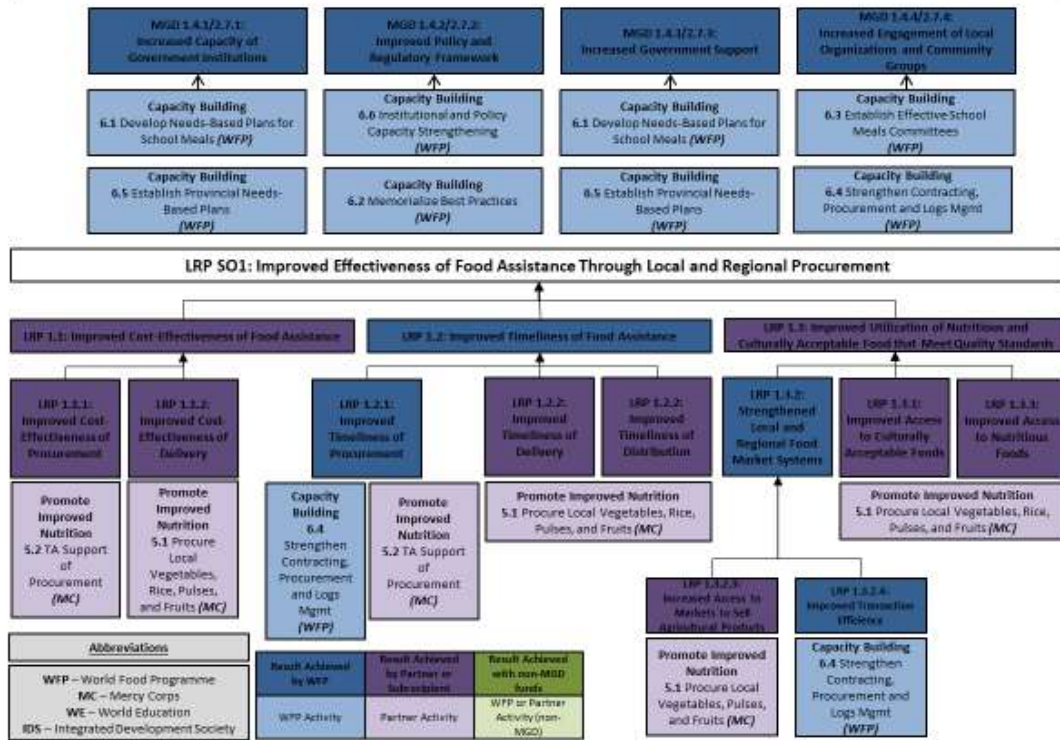 MGD 1.4.1/2.7.1:
Increased Capacity of
Government Institutions
MGD 1.4.2/2.7.2:
Improved Policy and
Regulatory Framework
MGD 1.4.3/2.7.3:
Increased Government Support
MGD 1.4.4/2.7.4:
Increased Engagement of Local
Organizations and Community
Groups
Capacity Building
6.1 Develop Needs-Based Plans for
School Meals (WFP)
Capacity Building
6.6 Institutional and Policy
Capacity Strengthening
(WFP)
Capacity Building
6.1 Develop Needs-Based Plans for
School Meals (WFP)
Capacity Building
6.3 Establish Effective School
Meals Committees
(WFP)
Capacity Building
6.5 Establish Provincial Needs-
Based Plans
(WFP)
Capacity Building
6.2 Memorialize Best Practices
(WFP)
Capacity Building
6.5 Establish Provincial Needs-
Based Plans
(WFP)
Capacity Building
6.4 Strengthen Contracting,
Procurement and Logs Mgmt
(WFP)
LRP SO1: Improved Effectiveness of Food Assistance Through Local and Regional Procurement
LRP 1.1: Improved Cost-Effectiveness of Food Assistance
LRP 1.2: Improved Timeliness of Food Assistance
LRP 1.3: Improved Utilization of Nutritious and
Culturally Acceptable Food that Meet Quality Standards
LRP 1.1.1:
Improved Cost-
Effectiveness of
Procurement
LRP 1.1.2:
Improved Cost-
Effectiveness of
Delivery
LRP 1.2.1:
Improved
Timeliness of
Procurement
LRP 1.2.2:
Improved
Timeliness of
Delivery
LRP 1.2.2:
Improved
Timeliness of
Distribution
LRP 1.3.2:
Strengthened
Local and
Regional Food
Market Systems
LRP 1.3.1:
Improved Access
to Culturally
Acceptable Foods
LRP 1.3.3:
Improved Access
to Nutritious
Foods
Promote
Improved
Nutrition
5.2 TA Support
of
Procurement
(MC)
Promote
Improved
Nutrition
5.1 Procure
Local
Vegetables,
Rice, Pulses,
and Fruits (MC)
Capacity
Building
6.4
Strengthen
Contracting,
Procurement
and Logs
Mgmt
(WFP)
Promote
Improved
Nutrition
5.2 TA Support
of
Procurement
(MC)
Promote Improved Nutrition
5.1 Procure Local Vegetables, Rice,
Pulses, and Fruits (MC)
Promote Improved Nutrition
5.1 Procure Local Vegetables, Rice,
Pulses, and Fruits (MC)
LRP 1.3.2.3:
Increased Access to
Markets to Sell
Agricultural Products
LRP 1.3.2.4:
Improved Transaction
Efficience
Promote Improved
Nutrition
5.1 Procure Local
Vegetables, Pulses,
and Fruits (MC)
Capacity Building
6.4 Strengthen
Contracting,
Procurement and
Logs Mgmt
(WFP)
Abbreviations
WFP – World Food Programme
MC – Mercy Corps
WE – World Education
IDS – Integrated Development Society
Result Achieved
by WFP
Result Achieved
by Partner or
Subrecipient
Result Achieved
with non-MGD
funds
WFP Activity
Partner Activity
WFP or Partner
Activity (non-
MGD)